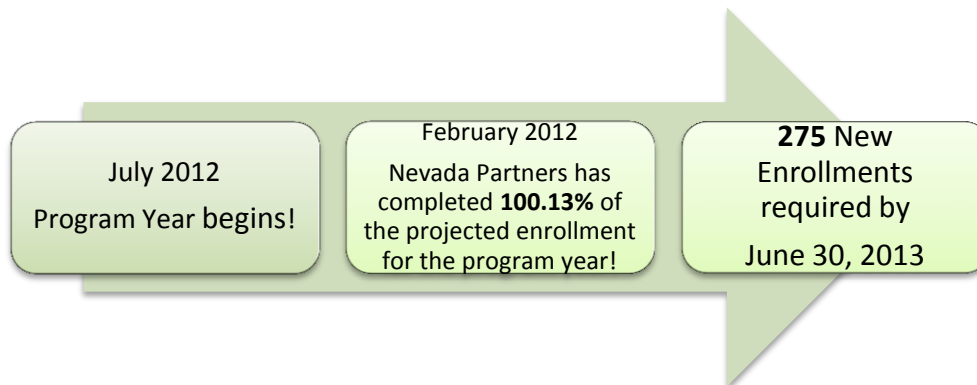 July 2012
Program Year begins!
February 2012
Nevada Partners has
completed 100.13% of
the projected enrollment
for the program year!
275 New
Enrollments
required by
June 30, 2013